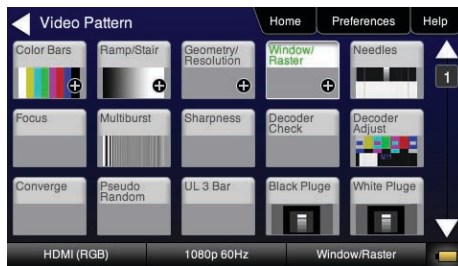 Video Pattern
Home
Preferences
Help
Color Bars
Ramp/Stair
Geometry/
Resolution
Window/
Raster
Needles
1
Focus
Multiburst
Sharpness
Decoder
Check
Decoder
Adjust
Converge
Pseudo
Random
UL 3 Bar
Black Pluge
White Pluge
HDMI (RGB)
1080p 60Hz
Window/Raster